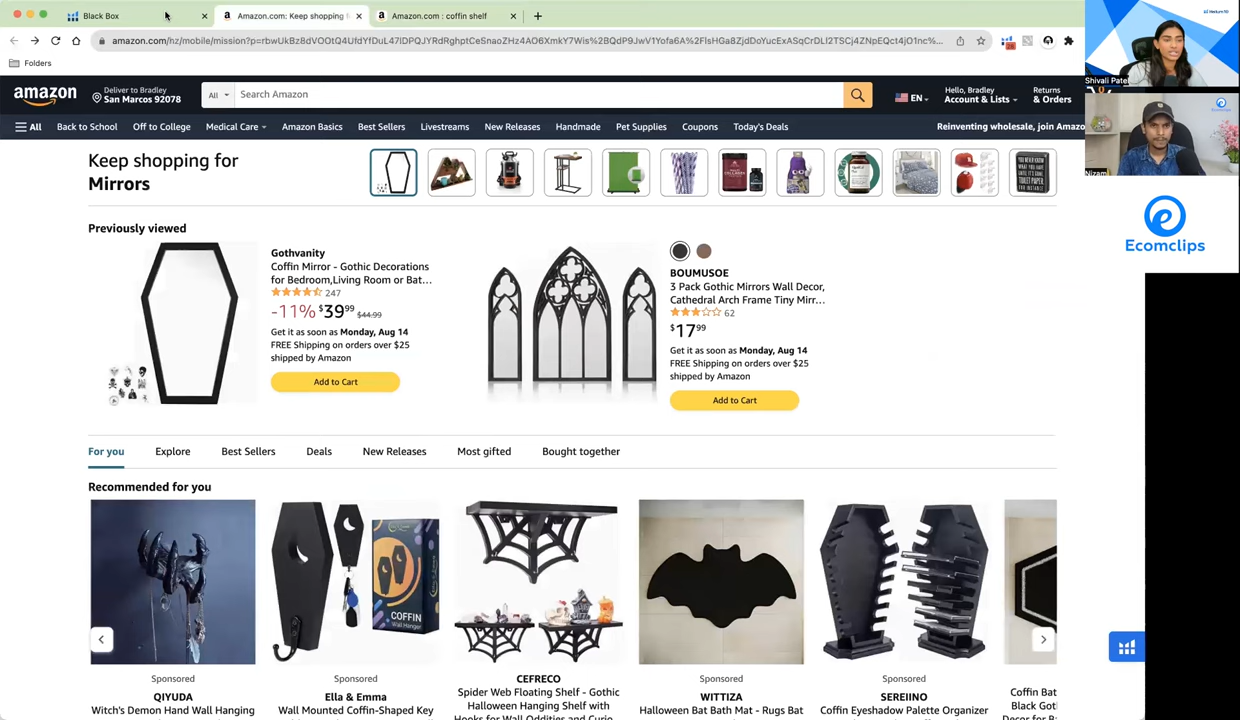 Black Box
Amazon.com: Keep shopping f
Amazon.com : coffin shelf
amazon.com/hz/mobile/mission?p=rbwUkBz8dVOOtQ4UfdYfDuL47lDPQJYRdRghptCeSnaoZHz4AO6XmkY7Wis%2BQdP9JwV1Yofa6A%2FlsHGa8ZjdDoYucExASqCrDLl2TSCj4ZNpEQct4jO1nc%...
Folders
Shivali Patel
Nizam
Ecomclips
amazon
Deliver to Bradley
San Marcos 92078
All
Search Amazon
EN
Hello, Bradley
Account & Lists
Returns
& Orders
All
Back to School
Off to College
Medical Care
Amazon Basics
Best Sellers
Livestreams
New Releases
Handmade
Pet Supplies
Coupons
Today's Deals
Reinventing wholesale, join Amazo
Keep shopping for
Mirrors
Previously viewed
Gothvanity
Coffin Mirror - Gothic Decorations
for Bedroom,Living Room or Bat...
247
-11% $39.99 $44.99
Get it as soon as Monday, Aug 14
FREE Shipping on orders over $25
shipped by Amazon
Add to Cart
BOUMUSOE
3 Pack Gothic Mirrors Wall Decor,
Cathedral Arch Frame Tiny Mirr...
62
$17.99
Get it as soon as Monday, Aug 14
FREE Shipping on orders over $25
shipped by Amazon
Add to Cart
For you
Explore
Best Sellers
Deals
New Releases
Most gifted
Bought together
Recommended for you
COFFIN
Sponsored
QIYUDA
Witch's Demon Hand Wall Hanging
Sponsored
Ella & Emma
Wall Mounted Coffin-Shaped Key
CEFRECO
Spider Web Floating Shelf - Gothic
Halloween Hanging Shelf with
Hooks for Wall Oddities and Curio
Sponsored
WITTIZA
Halloween Bat Bath Mat - Rugs Bat
Sponsored
SEREIINO
Coffin Eyeshadow Palette Organizer
Coffin Bat
Black Got